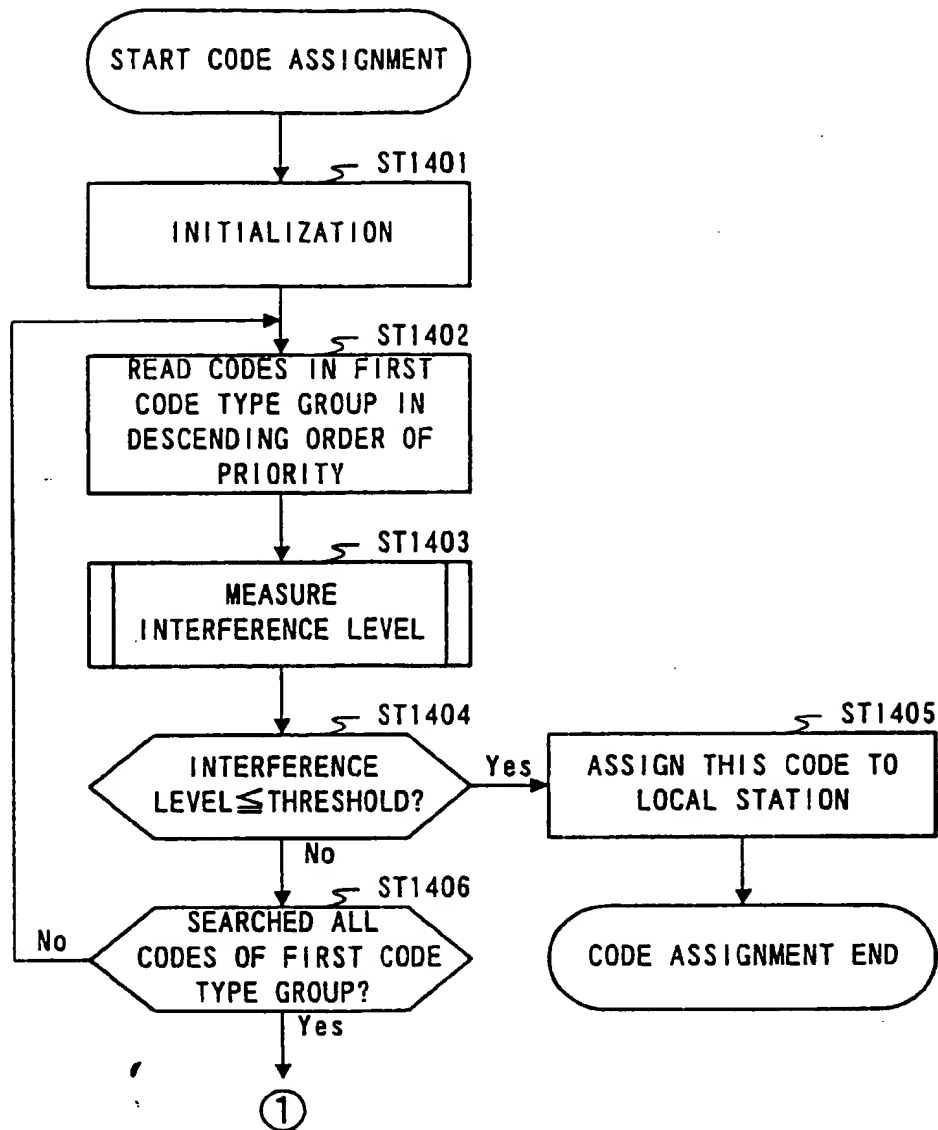 START CODE ASSIGNMENT
ST1401
INITIALIZATION
ST1402
READ CODES IN FIRST
CODE TYPE GROUP IN
DESCENDING ORDER OF
PRIORITY
ST1403
MEASURE
INTERFERENCE LEVEL
ST1404
INTERFERENCE
LEVEL≦THRESHOLD?
Yes
ST1405
ASSIGN THIS CODE TO
LOCAL STATION
No
ST1406
SEARCHED ALL
CODES OF FIRST CODE
TYPE GROUP?
No
CODE ASSIGNMENT END
Yes
①